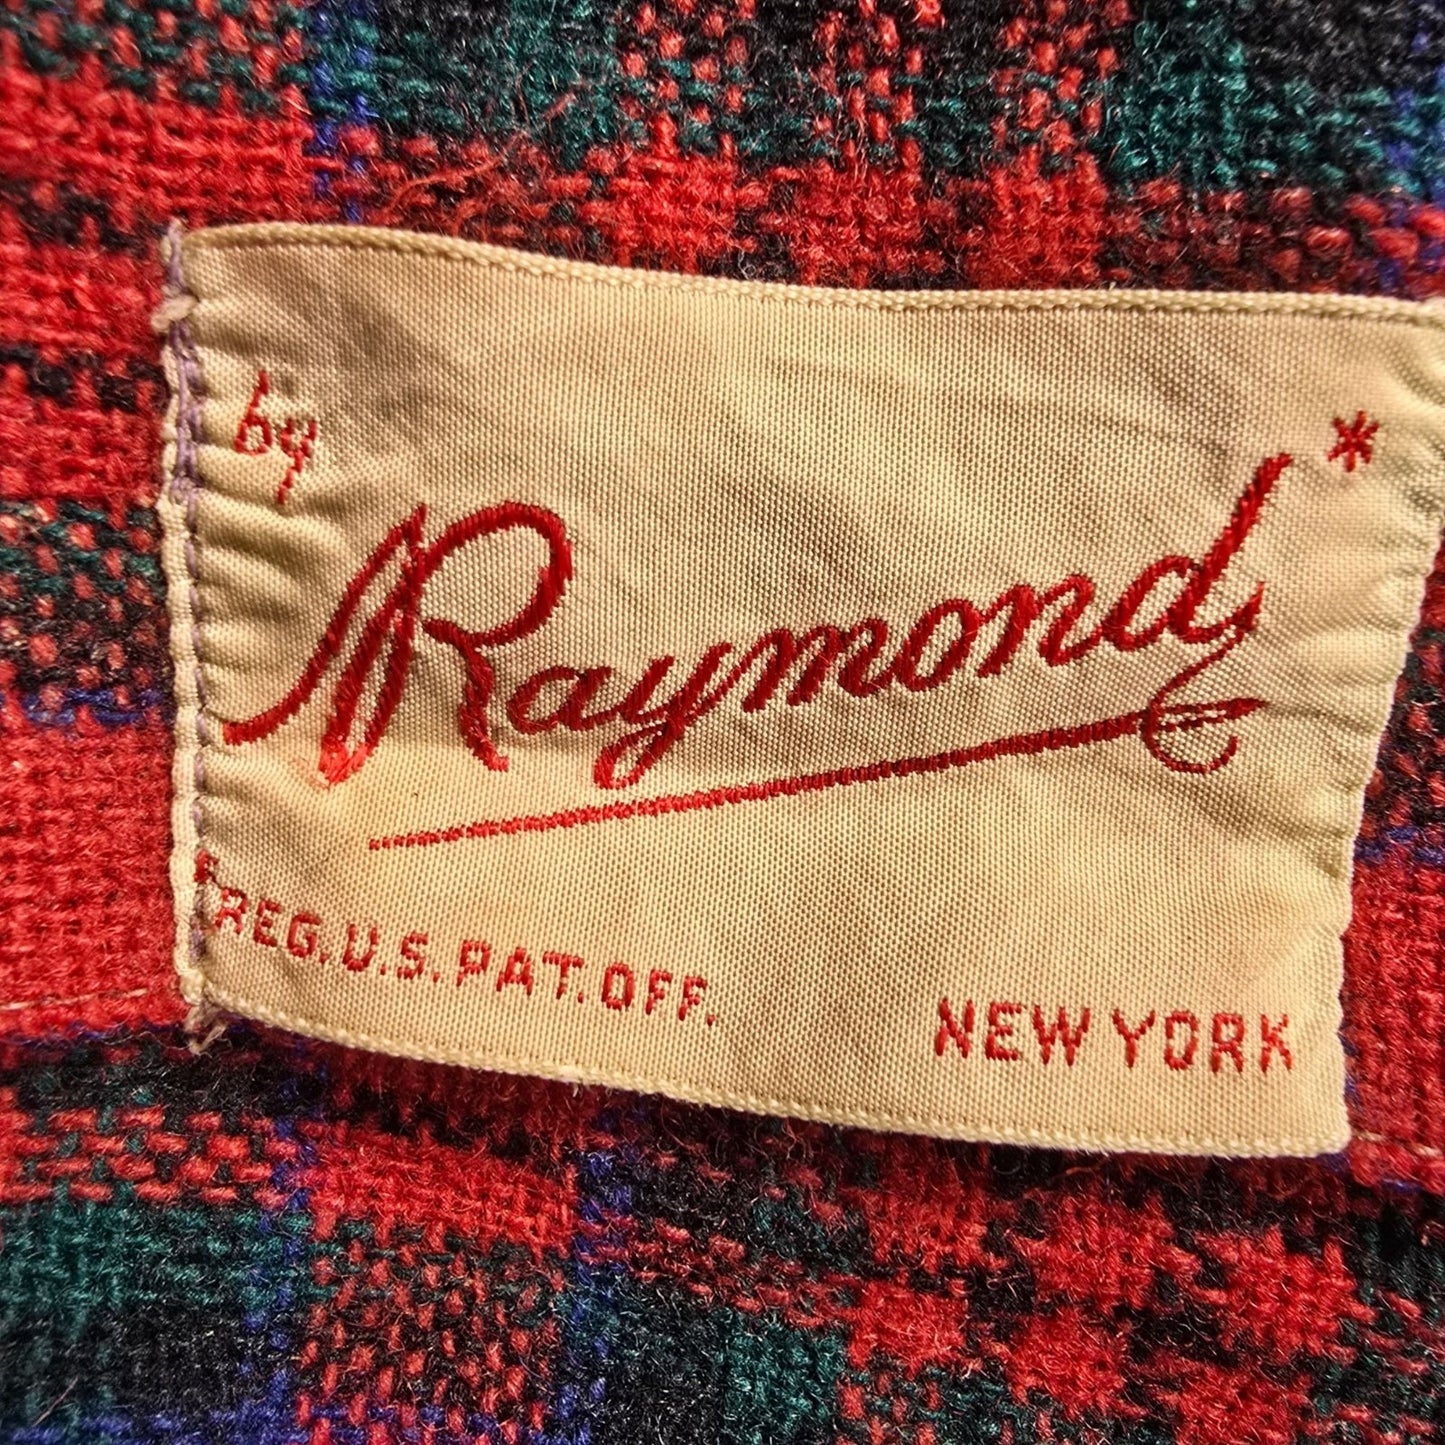 by
Raymond *
*REG.U.S.PAT.OFF.
NEW YORK